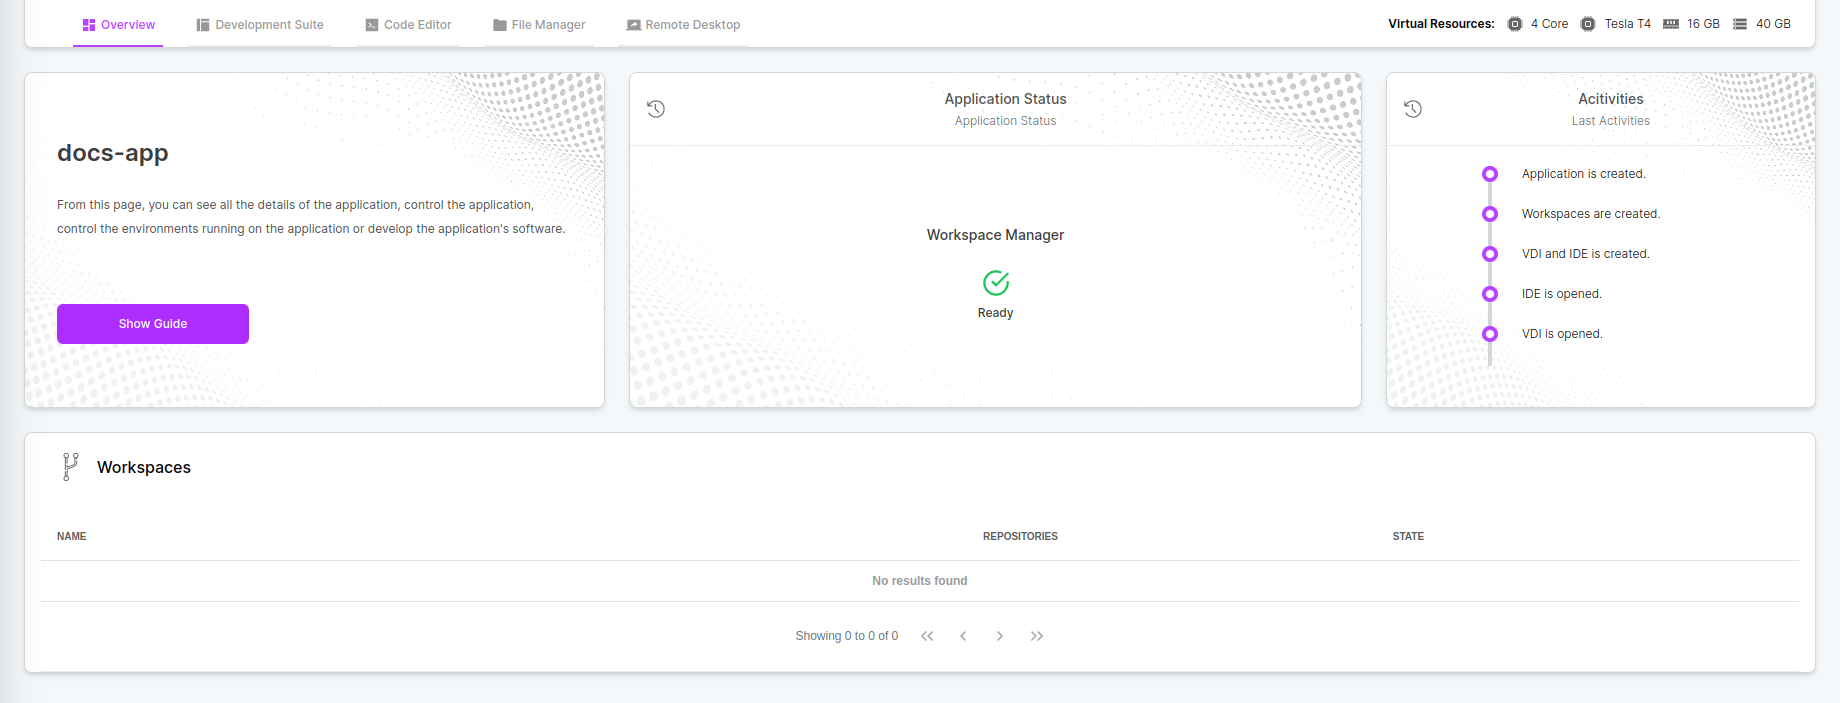 Overview Development Suite Code Editor File Manager Remote Desktop Virtual Resources: 4 Core Tesla T4 16 GB 40 GB
docs-app
From this page, you can see all the details of the application, control the application,
control the environments running on the application or develop the application's software.
Show Guide
Application Status
Application Status
Workspace Manager
Ready
Acitivities
Last Activities
Application is created.
Workspaces are created.
VDI and IDE is created.
IDE is opened.
VDI is opened.
Workspaces
NAME REPOSITORIES STATE
No results found
Showing 0 to 0 of 0